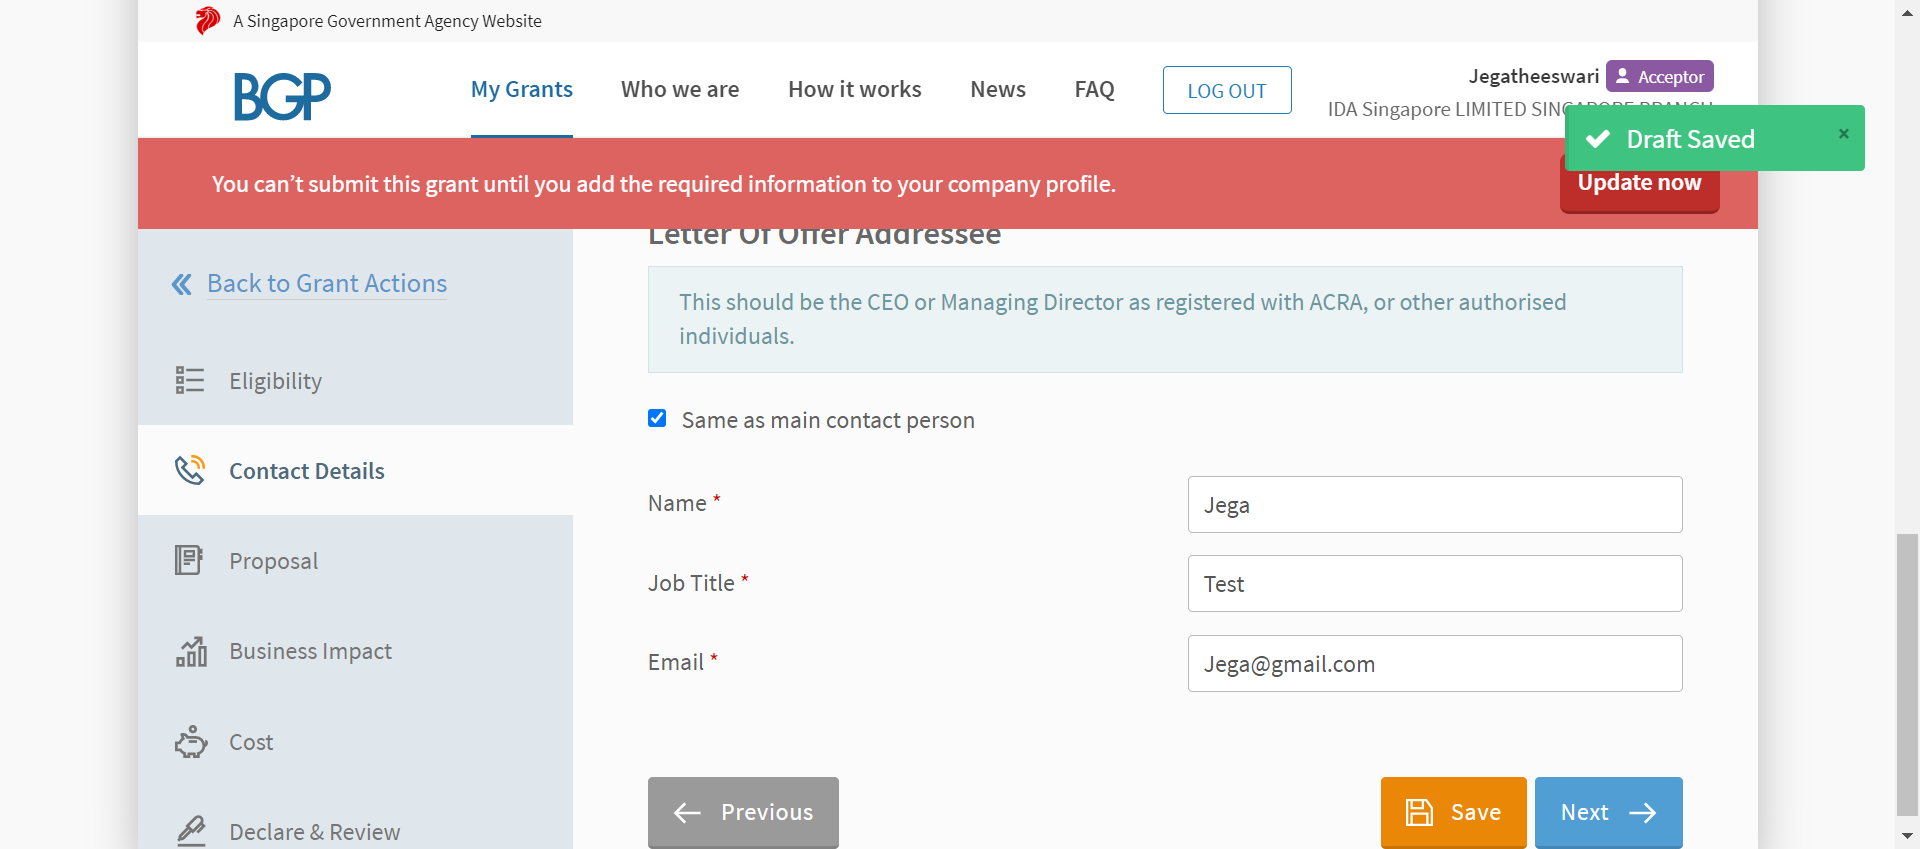 A Singapore Government Agency Website
BGP
My Grants
Who we are
How it works
News
FAQ
LOG OUT
Jegatheeswari
Acceptor
IDA Singapore LIMITED SINGAPORE BRANCH
Draft Saved
×
You can’t submit this grant until you add the required information to your company profile.
Update now
Back to Grant Actions
Eligibility
Contact Details
Proposal
Business Impact
Cost
Declare & Review
Letter Of Offer Addressee
This should be the CEO or Managing Director as registered with ACRA, or other authorised
individuals.
Same as main contact person
Name *
Jega
Job Title *
Test
Email *
Jega@gmail.com
Previous
Save
Next